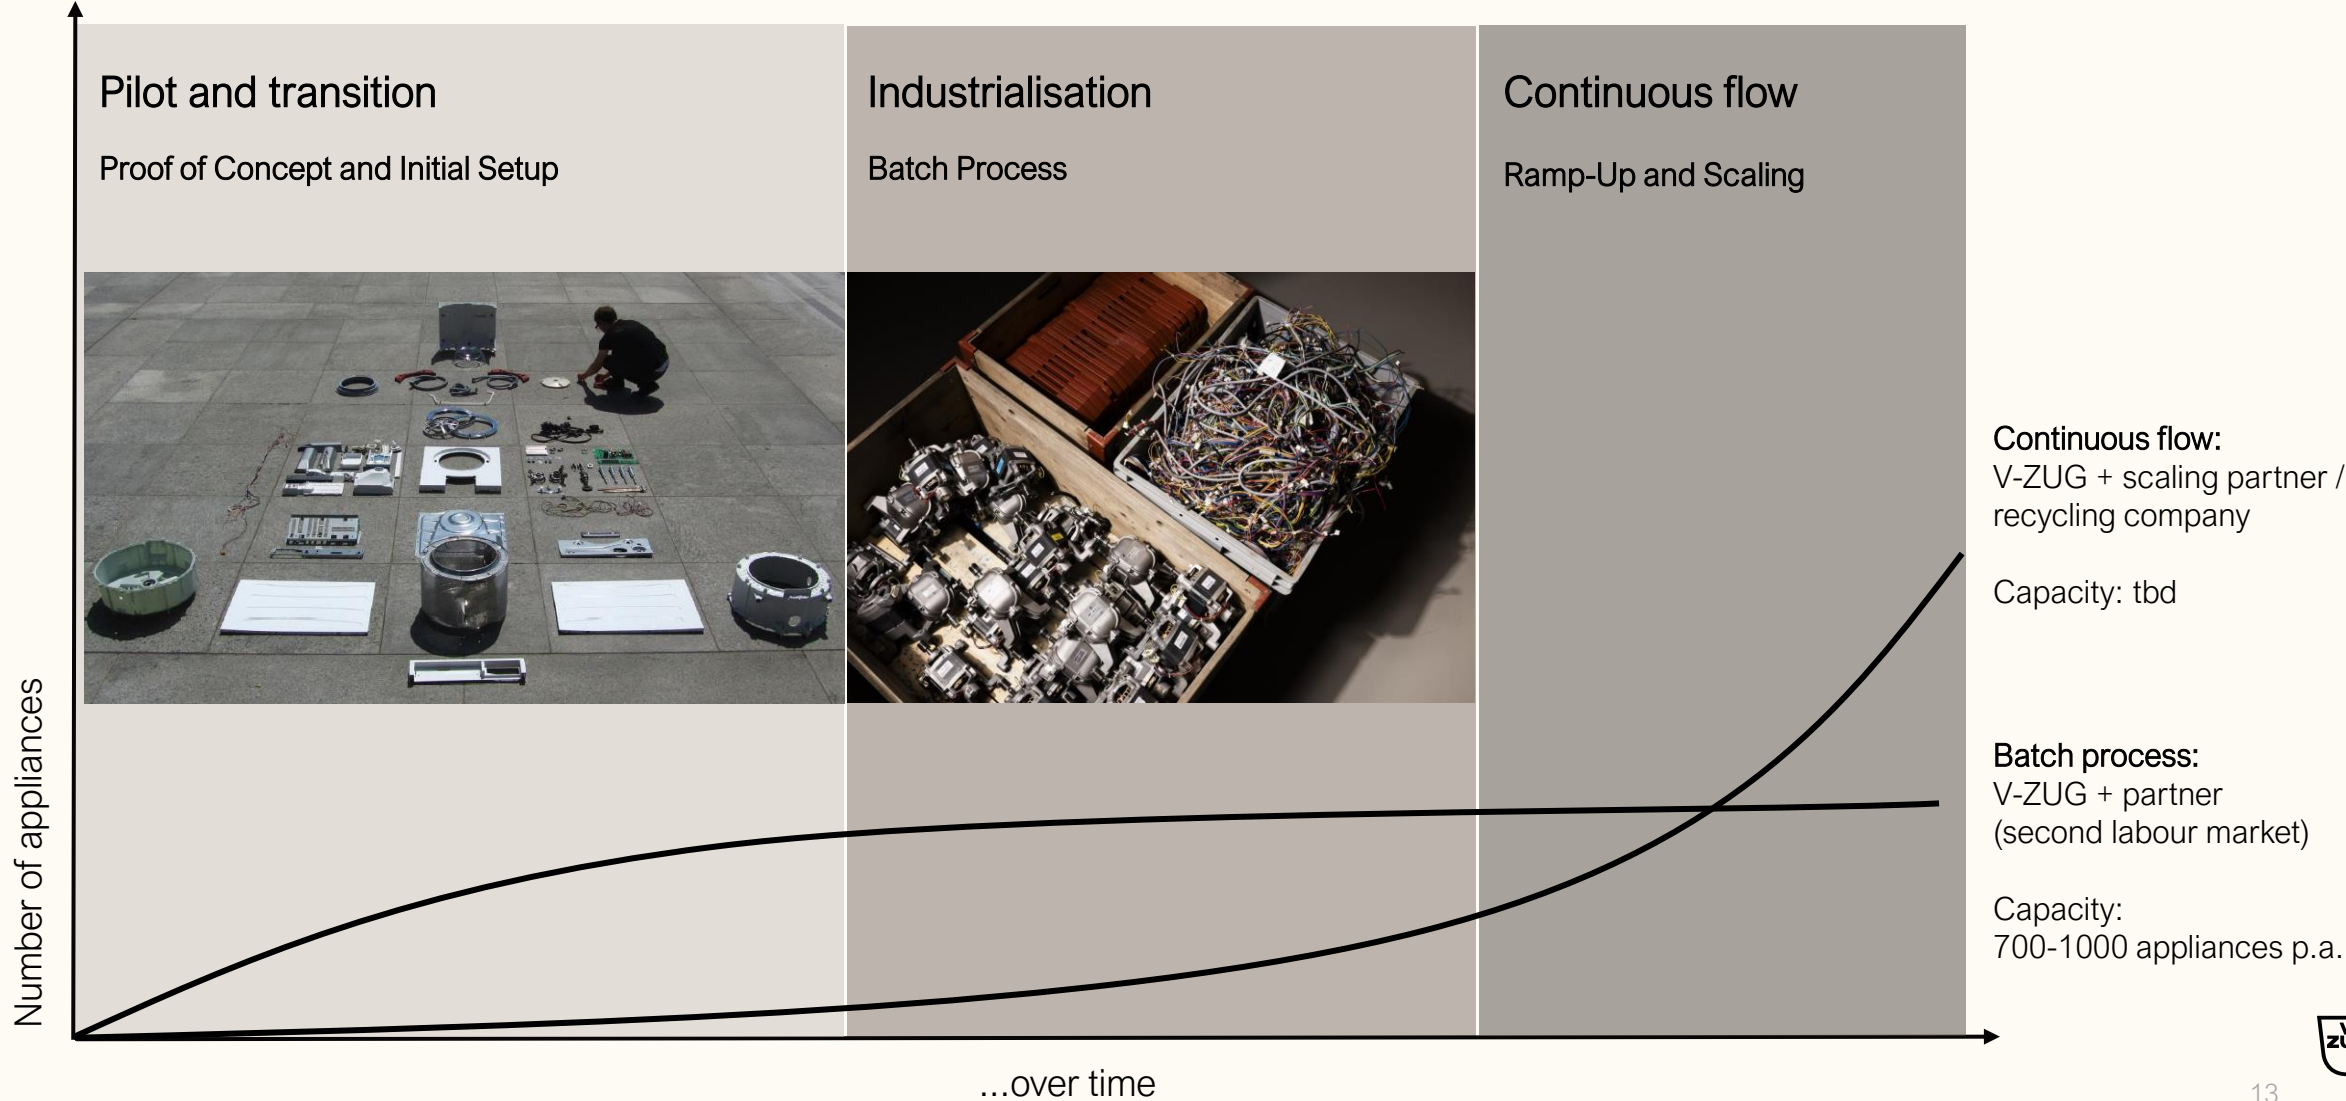 Pilot and transition
Proof of Concept and Initial Setup
Industrialisation
Batch Process
Continuous flow
Ramp-Up and Scaling
Continuous flow:
V-ZUG + scaling partner /
recycling company
Capacity: tbd
Batch process:
V-ZUG + partner
(second labour market)
Capacity:
700-1000 appliances p.a.
Number of appliances
...over time
13